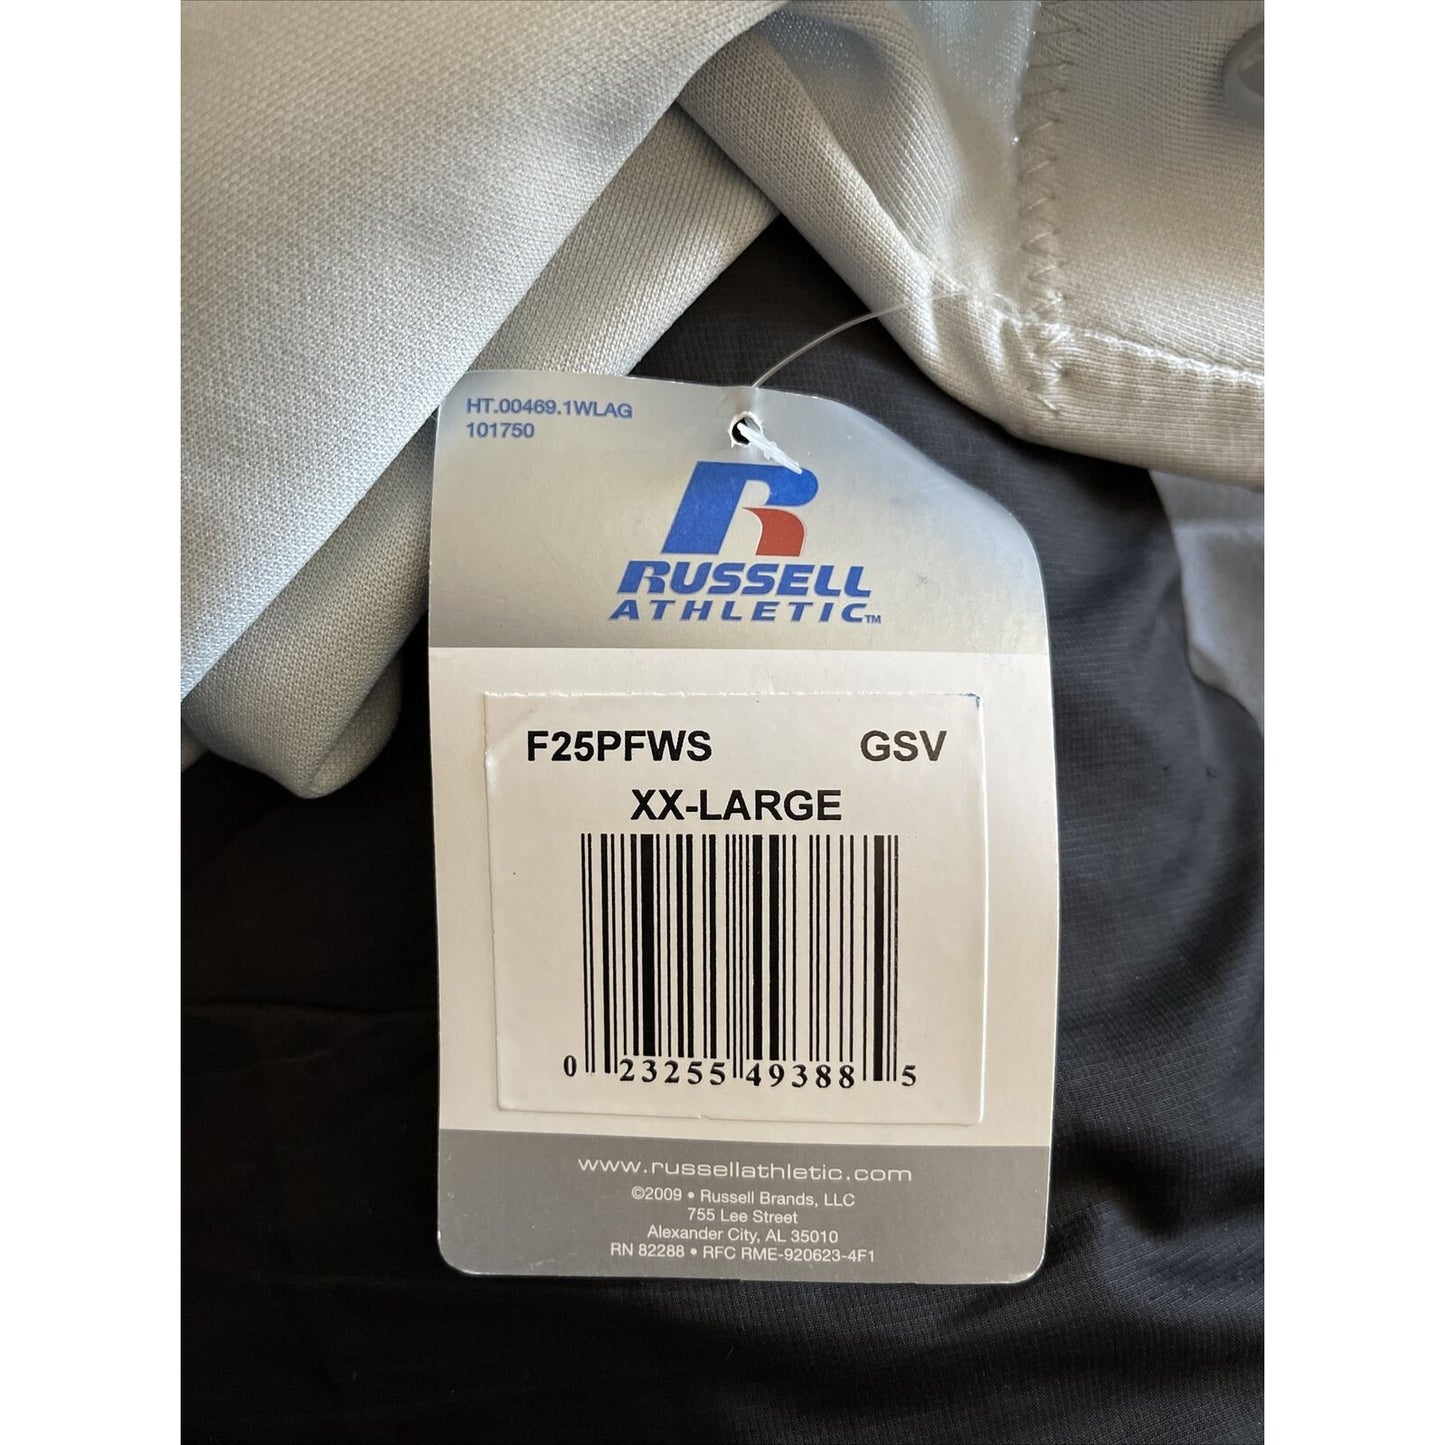 HT.00469.1WLAG
101750
R
RUSSELL
ATHLETIC™
F25PFWS GSV
XX-LARGE
0 23255 49388 5
www.russellathletic.com
©2009 • Russell Brands, LLC
755 Lee Street
Alexander City, AL 35010
RN 82288 • RFC RME-920623-4F1